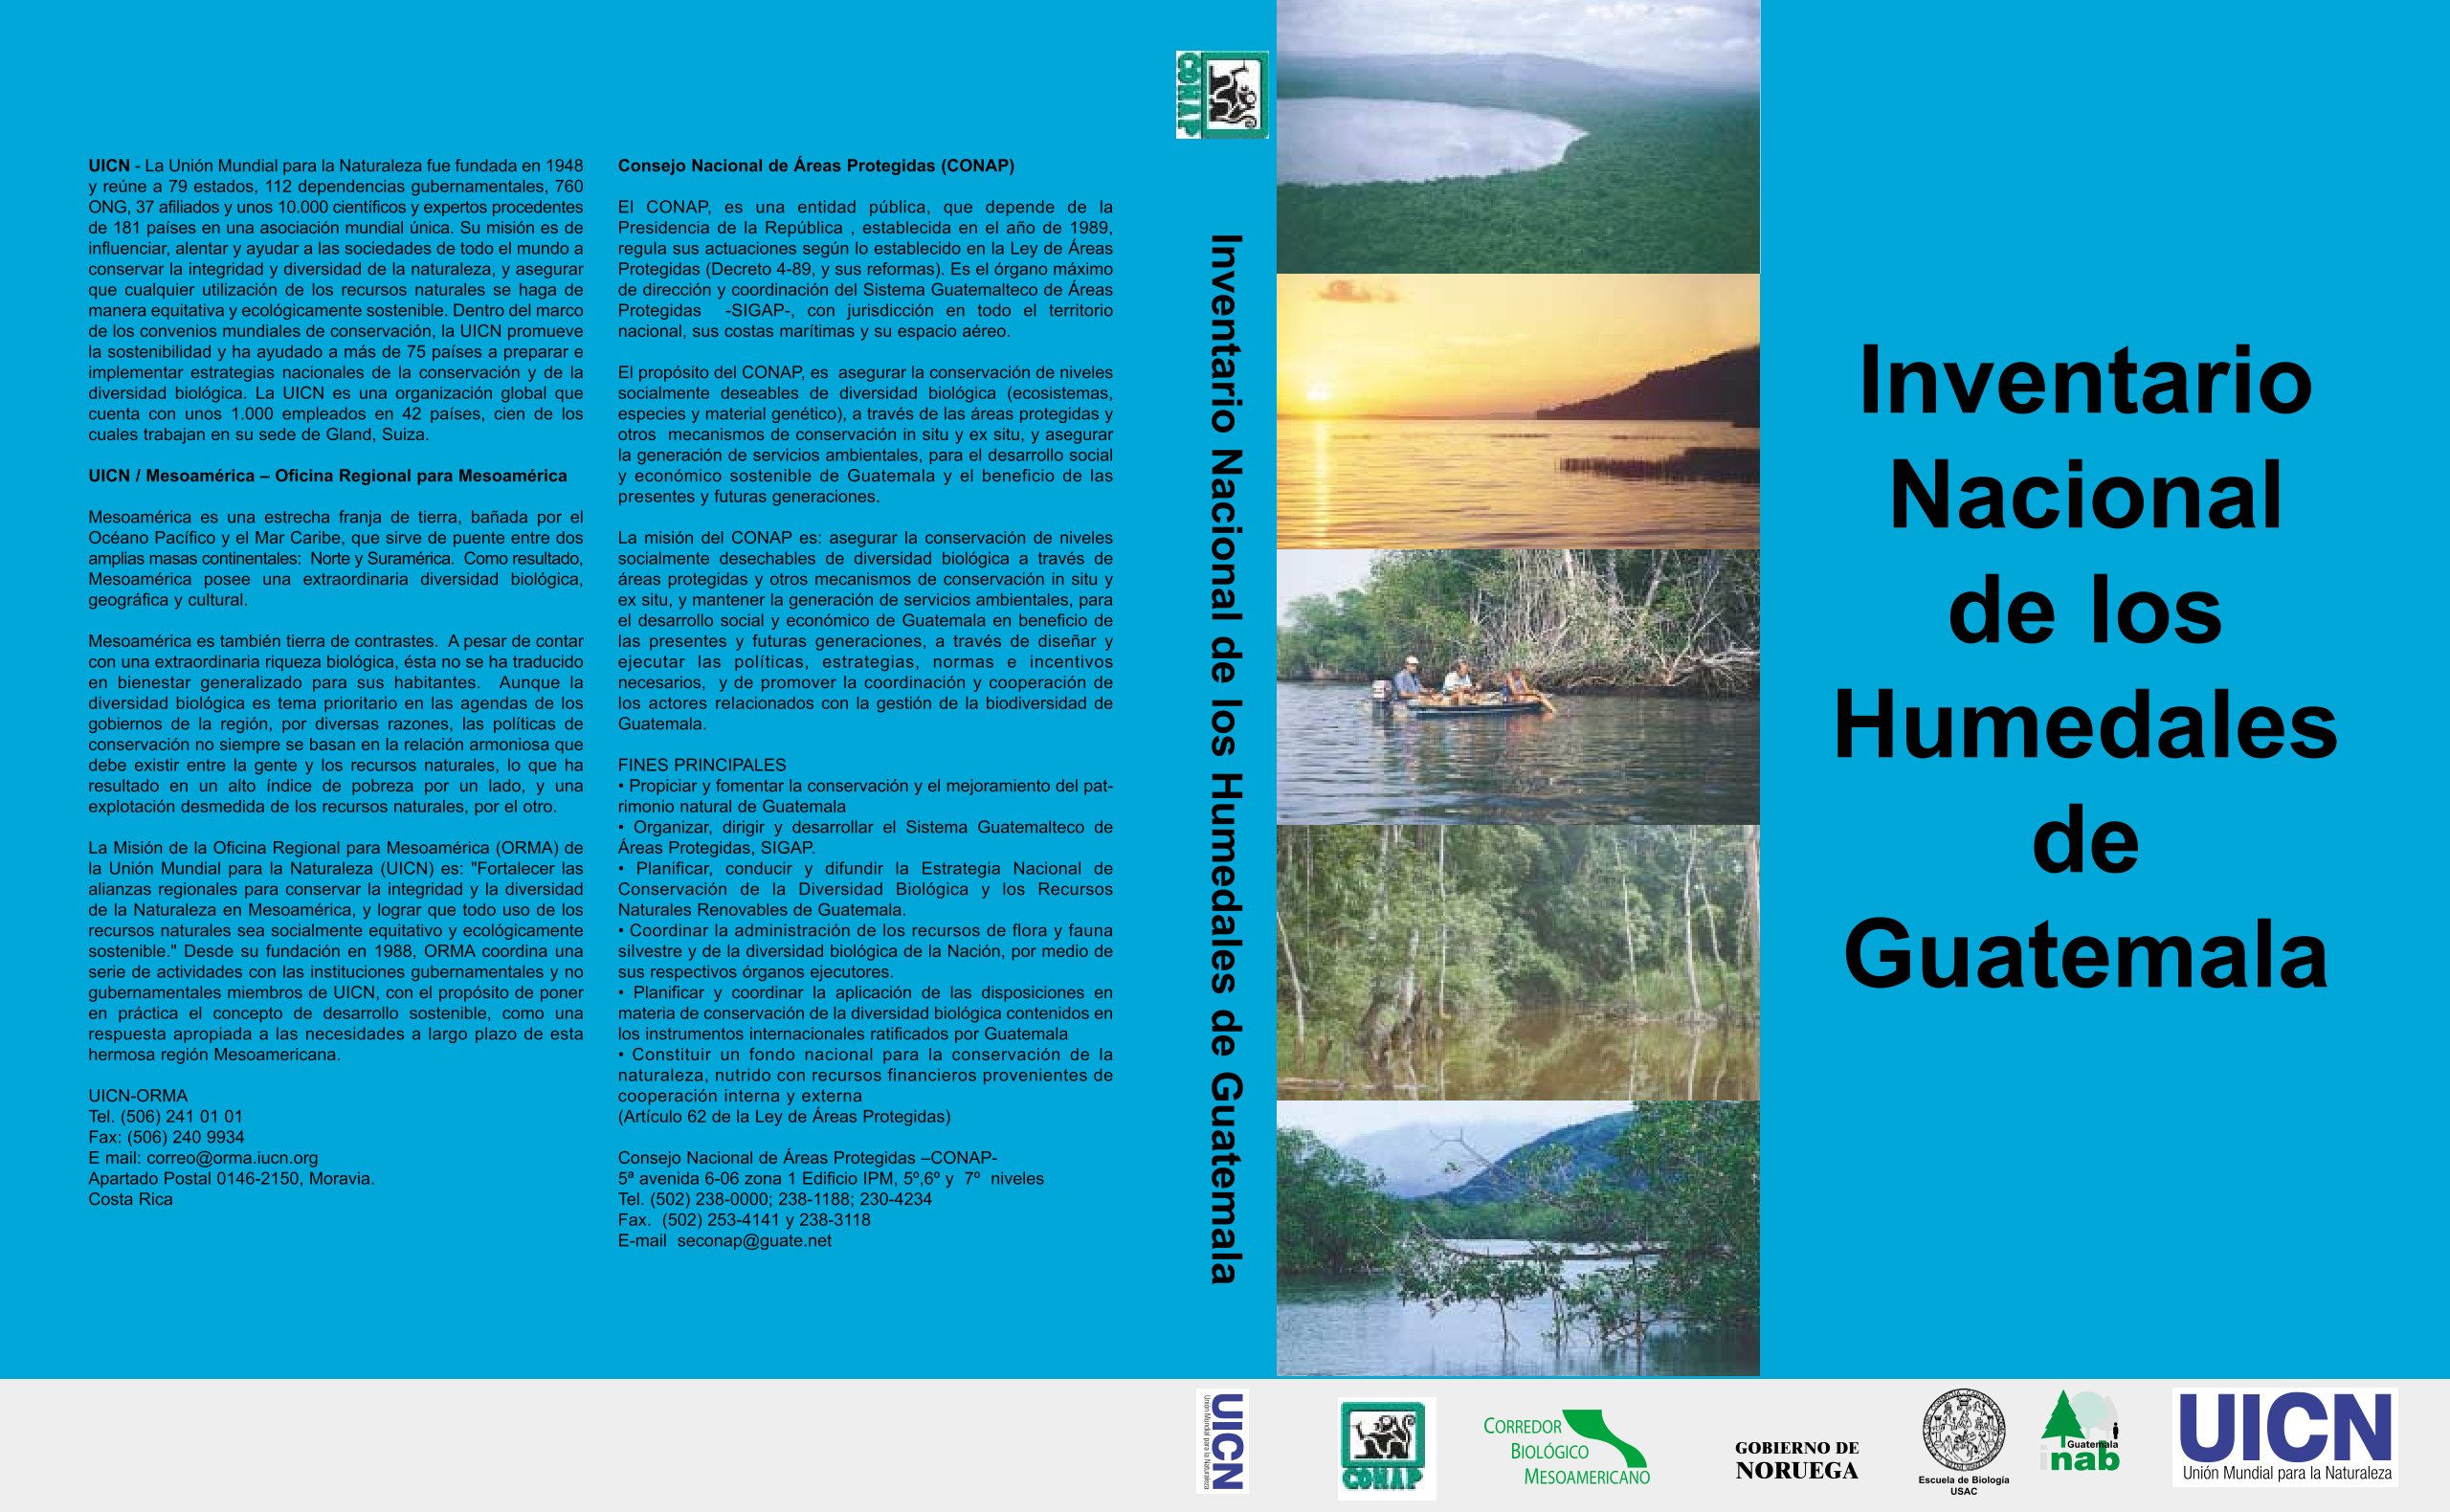 UICN - La Unión Mundial para la Naturaleza fue fundada en 1948
y reúne a 79 estados, 112 dependencias gubernamentales, 760
ONG, 37 afiliados y unos 10.000 científicos y expertos procedentes
de 181 países en una asociación mundial única. Su misión es de
influenciar, alentar y ayudar a las sociedades de todo el mundo a
conservar la integridad y diversidad de la naturaleza, y asegurar
que cualquier utilización de los recursos naturales se haga de
manera equitativa y ecológicamente sostenible. Dentro del marco
de los convenios mundiales de conservación, la UICN promueve
la sostenibilidad y ha ayudado a más de 75 países a preparar e
implementar estrategias nacionales de la conservación y de la
diversidad biológica. La UICN es una organización global que
cuenta con unos 1.000 empleados en 42 países, cien de los
cuales trabajan en su sede de Gland, Suiza.
UICN / Mesoamérica – Oficina Regional para Mesoamérica
Mesoamérica es una estrecha franja de tierra, bañada por el
Océano Pacífico y el Mar Caribe, que sirve de puente entre dos
amplias masas continentales: Norte y Suramérica. Como resultado,
Mesoamérica posee una extraordinaria diversidad biológica,
geográfica y cultural.
Mesoamérica es también tierra de contrastes. A pesar de contar
con una extraordinaria riqueza biológica, ésta no se ha traducido
en bienestar generalizado para sus habitantes. Aunque la
diversidad biológica es tema prioritario en las agendas de los
gobiernos de la región, por diversas razones, las políticas de
conservación no siempre se basan en la relación armoniosa que
debe existir entre la gente y los recursos naturales, lo que ha
resultado en un alto índice de pobreza por un lado, y una
explotación desmedida de los recursos naturales, por el otro.
La Misión de la Oficina Regional para Mesoamérica (ORMA) de
la Unión Mundial para la Naturaleza (UICN) es: "Fortalecer las
alianzas regionales para conservar la integridad y la diversidad
de la Naturaleza en Mesoamérica, y lograr que todo uso de los
recursos naturales sea socialmente equitativo y ecológicamente
sostenible." Desde su fundación en 1988, ORMA coordina una
serie de actividades con las instituciones gubernamentales y no
gubernamentales miembros de UICN, con el propósito de poner
en práctica el concepto de desarrollo sostenible, como una
respuesta apropiada a las necesidades a largo plazo de esta
hermosa región Mesoamericana.
UICN-ORMA
Tel. (506) 241 01 01
Fax: (506) 240 9934
E mail: correo@orma.iucn.org
Apartado Postal 0146-2150, Moravia.
Costa Rica
Consejo Nacional de Áreas Protegidas (CONAP)
El CONAP, es una entidad pública, que depende de la
Presidencia de la República , establecida en el año de 1989,
regula sus actuaciones según lo establecido en la Ley de Áreas
Protegidas (Decreto 4-89, y sus reformas). Es el órgano máximo
de dirección y coordinación del Sistema Guatemalteco de Áreas
Protegidas -SIGAP-, con jurisdicción en todo el territorio
nacional, sus costas marítimas y su espacio aéreo.
El propósito del CONAP, es asegurar la conservación de niveles
socialmente deseables de diversidad biológica (ecosistemas,
especies y material genético), a través de las áreas protegidas y
otros mecanismos de conservación in situ y ex situ, y asegurar
la generación de servicios ambientales, para el desarrollo social
y económico sostenible de Guatemala y el beneficio de las
presentes y futuras generaciones.
La misión del CONAP es: asegurar la conservación de niveles
socialmente desechables de diversidad biológica a través de
áreas protegidas y otros mecanismos de conservación in situ y
ex situ, y mantener la generación de servicios ambientales, para
el desarrollo social y económico de Guatemala en beneficio de
las presentes y futuras generaciones, a través de diseñar y
ejecutar las políticas, estrategias, normas e incentivos
necesarios, y de promover la coordinación y cooperación de
los actores relacionados con la gestión de la biodiversidad de
Guatemala.
FINES PRINCIPALES
• Propiciar y fomentar la conservación y el mejoramiento del pat-
rimonio natural de Guatemala
• Organizar, dirigir y desarrollar el Sistema Guatemalteco de
Áreas Protegidas, SIGAP.
• Planificar, conducir y difundir la Estrategia Nacional de
Conservación de la Diversidad Biológica y los Recursos
Naturales Renovables de Guatemala.
• Coordinar la administración de los recursos de flora y fauna
silvestre y de la diversidad biológica de la Nación, por medio de
sus respectivos órganos ejecutores.
• Planificar y coordinar la aplicación de las disposiciones en
materia de conservación de la diversidad biológica contenidos en
los instrumentos internacionales ratificados por Guatemala
• Constituir un fondo nacional para la conservación de la
naturaleza, nutrido con recursos financieros provenientes de
cooperación interna y externa
(Artículo 62 de la Ley de Áreas Protegidas)
Consejo Nacional de Áreas Protegidas –CONAP-
5ª avenida 6-06 zona 1 Edificio IPM, 5º,6º y 7º niveles
Tel. (502) 238-0000; 238-1188; 230-4234
Fax. (502) 253-4141 y 238-3118
E-mail seconap@guate.net
CONAP
Inventario Nacional de los Humedales de Guatemala
UICN
Unión Mundial para la Naturaleza
Inventario
Nacional
de los
Humedales
de
Guatemala
CONAP
CORREDOR
BIOLÓGICO
MESOAMERICANO
GOBIERNO DE
NORUEGA
Escuela de Biología
USAC
Guatemala
inab
UICN
Unión Mundial para la Naturaleza